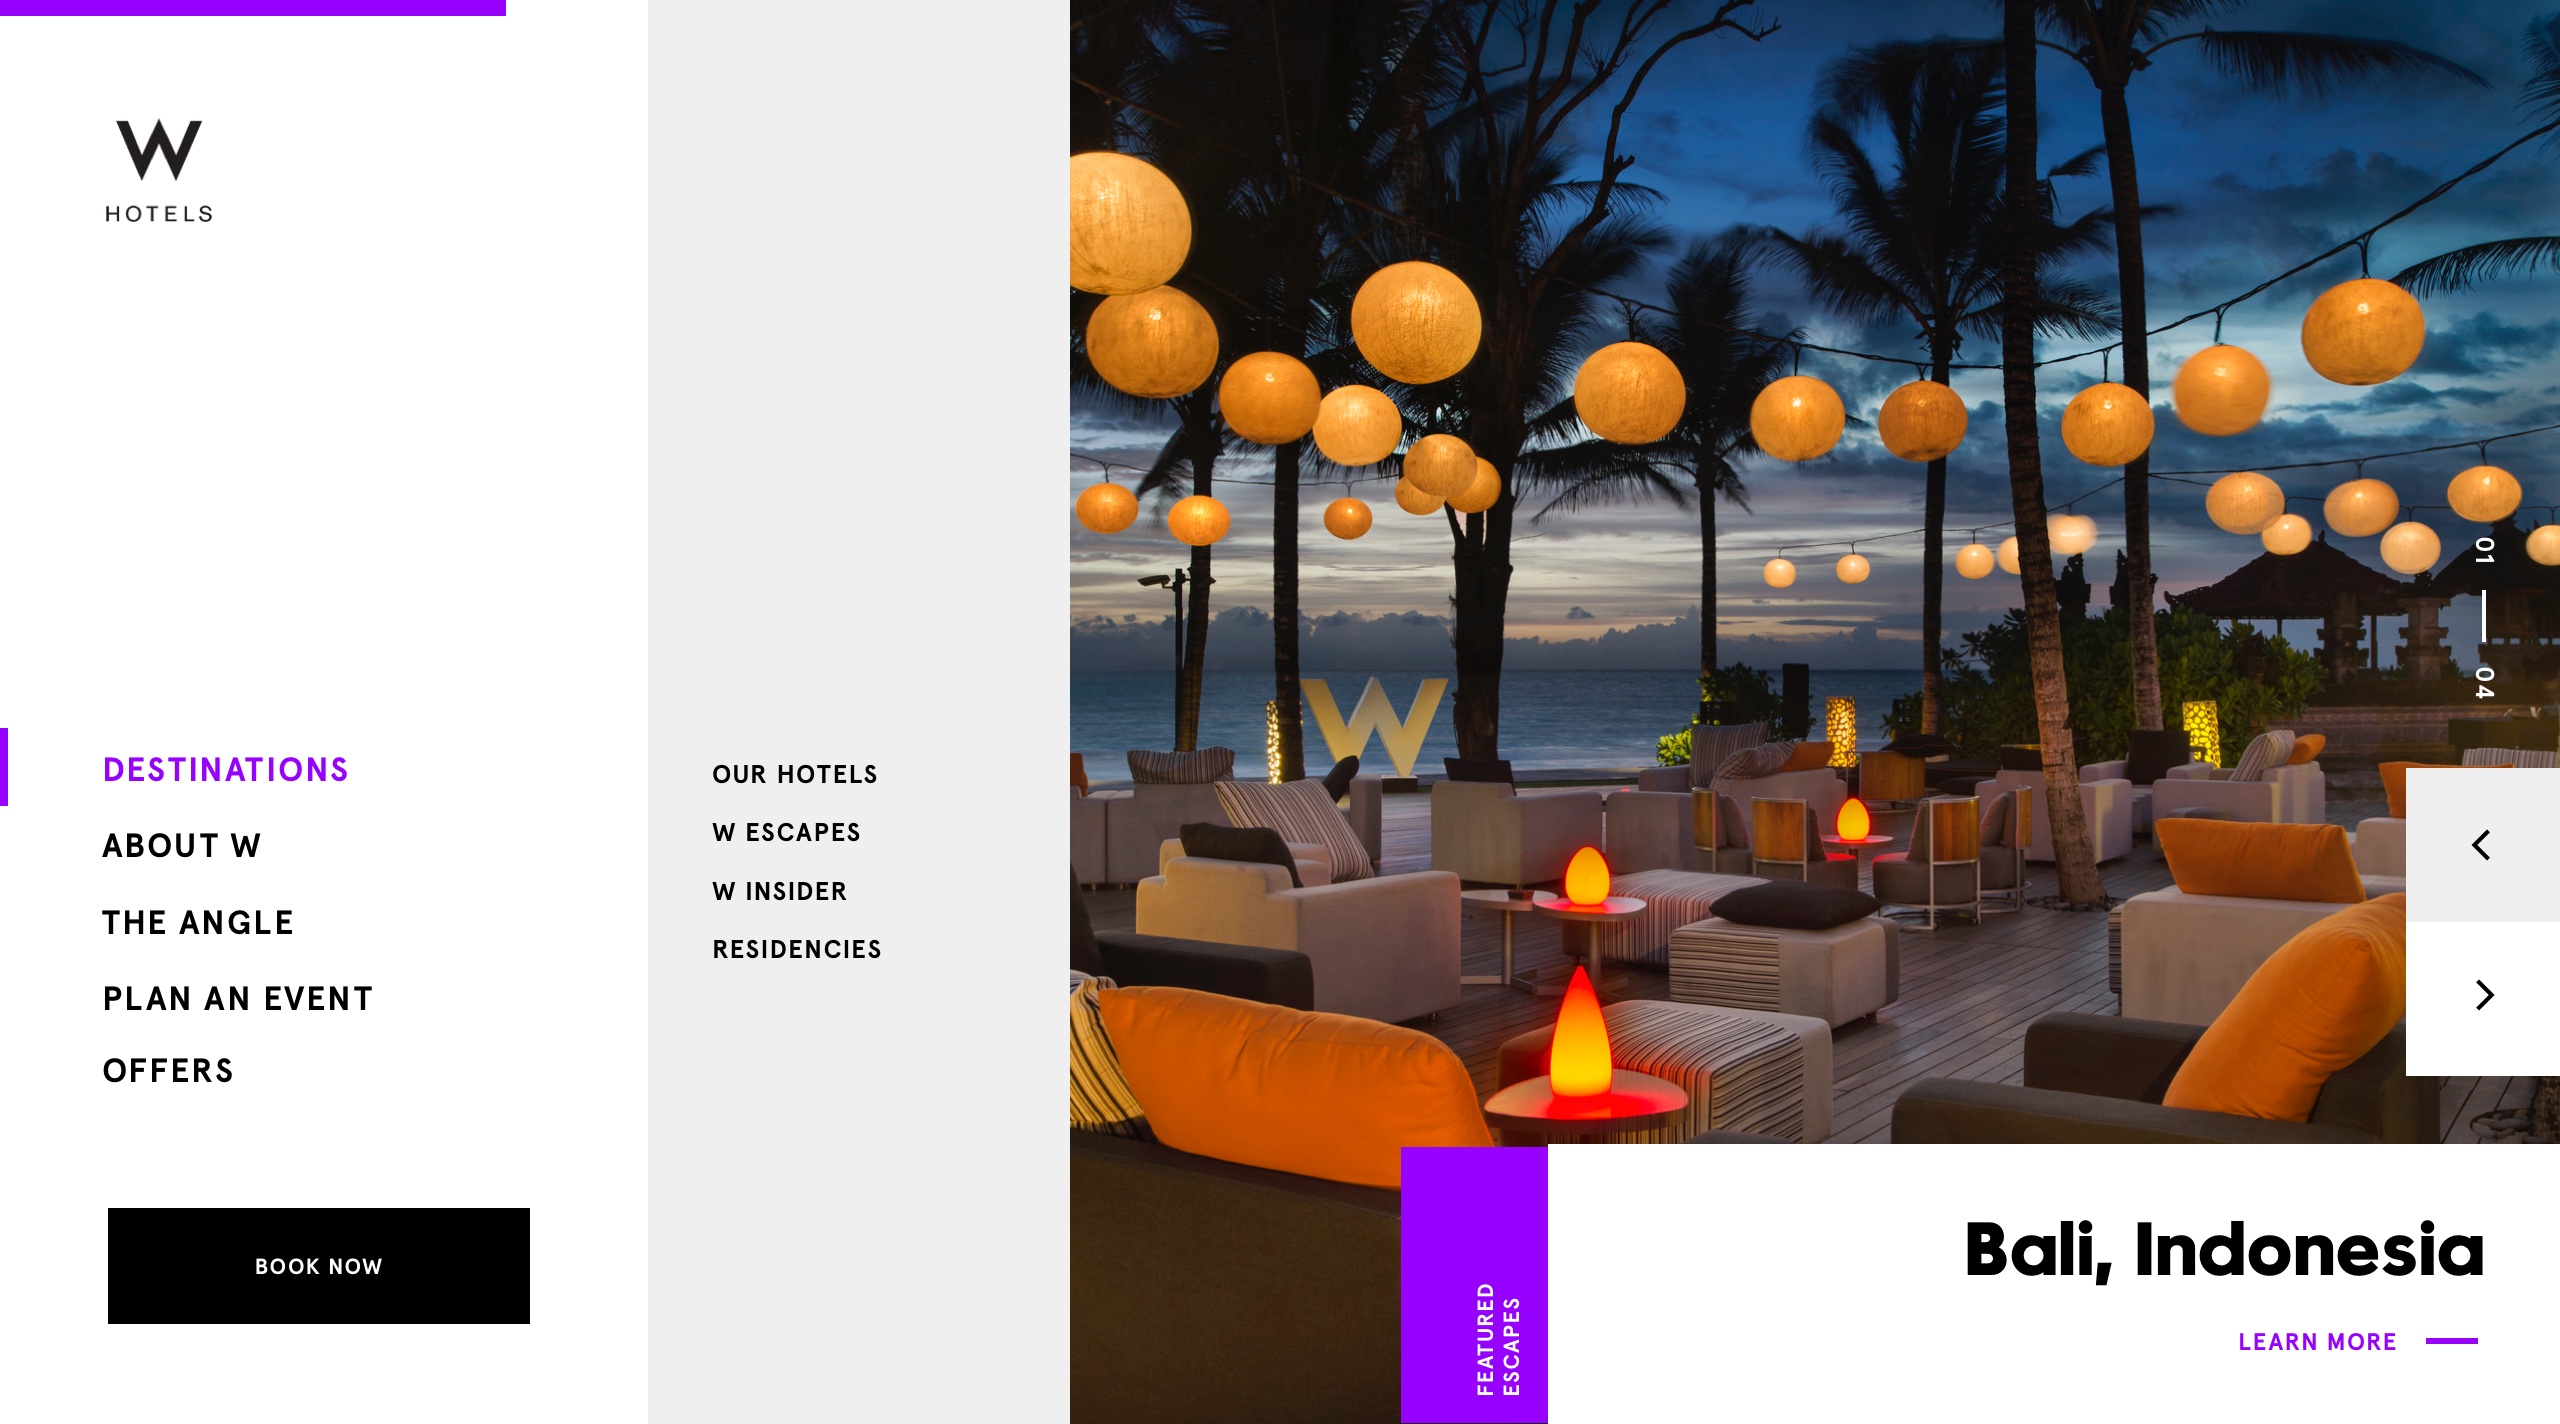 W
HOTELS
DESTINATIONS
ABOUT W
THE ANGLE
PLAN AN EVENT
OFFERS
BOOK NOW
OUR HOTELS
W ESCAPES
W INSIDER
RESIDENCIES
W
01
04
FEATURED
ESCAPES
Bali, Indonesia
LEARN MORE